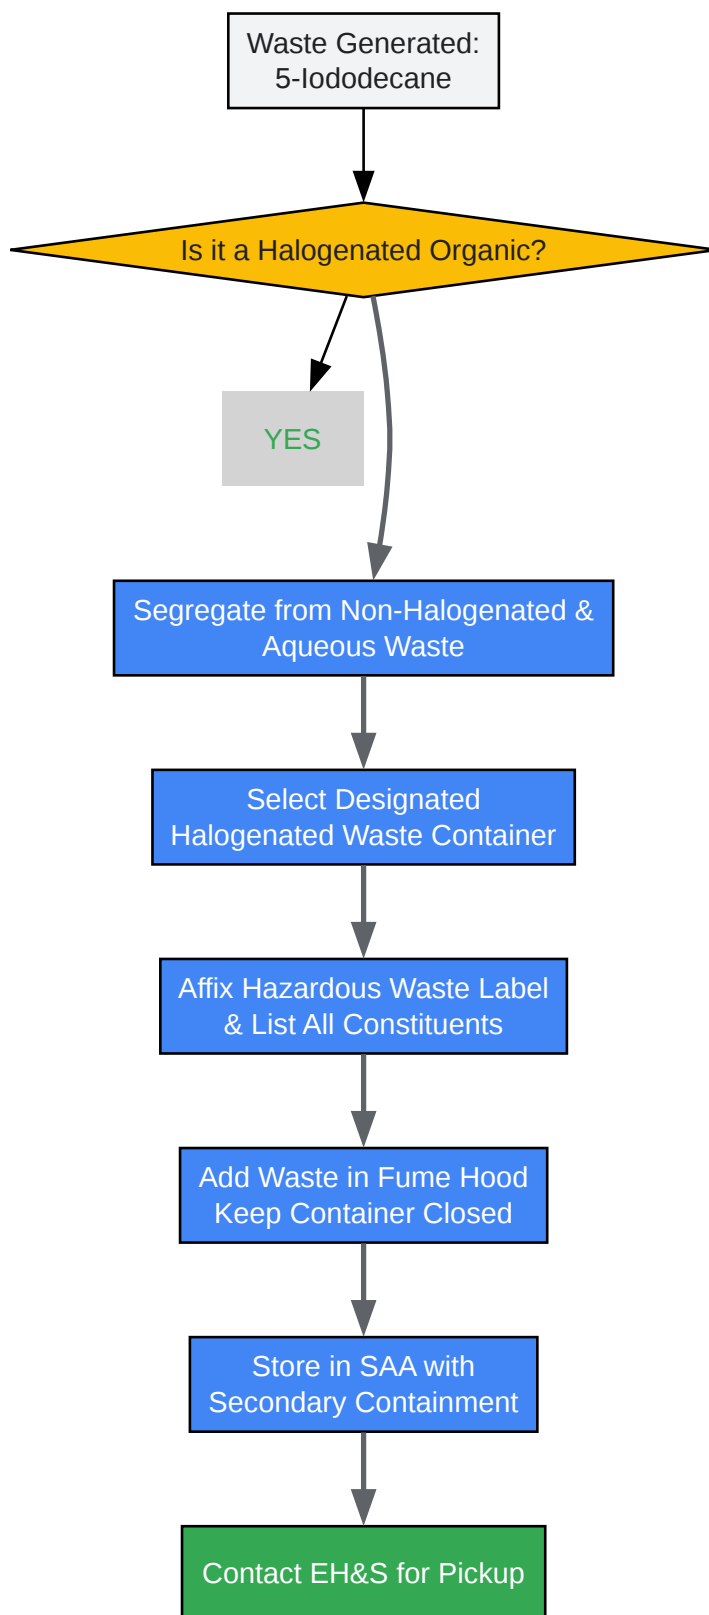 Waste Generated:
5-Iododecane
Is it a Halogenated Organic?
YES
Segregate from Non-Halogenated &
Aqueous Waste
Select Designated
Halogenated Waste Container
Affix Hazardous Waste Label
& List All Constituents
Add Waste in Fume Hood
Keep Container Closed
Store in SAA with
Secondary Containment
Contact EH&S for Pickup